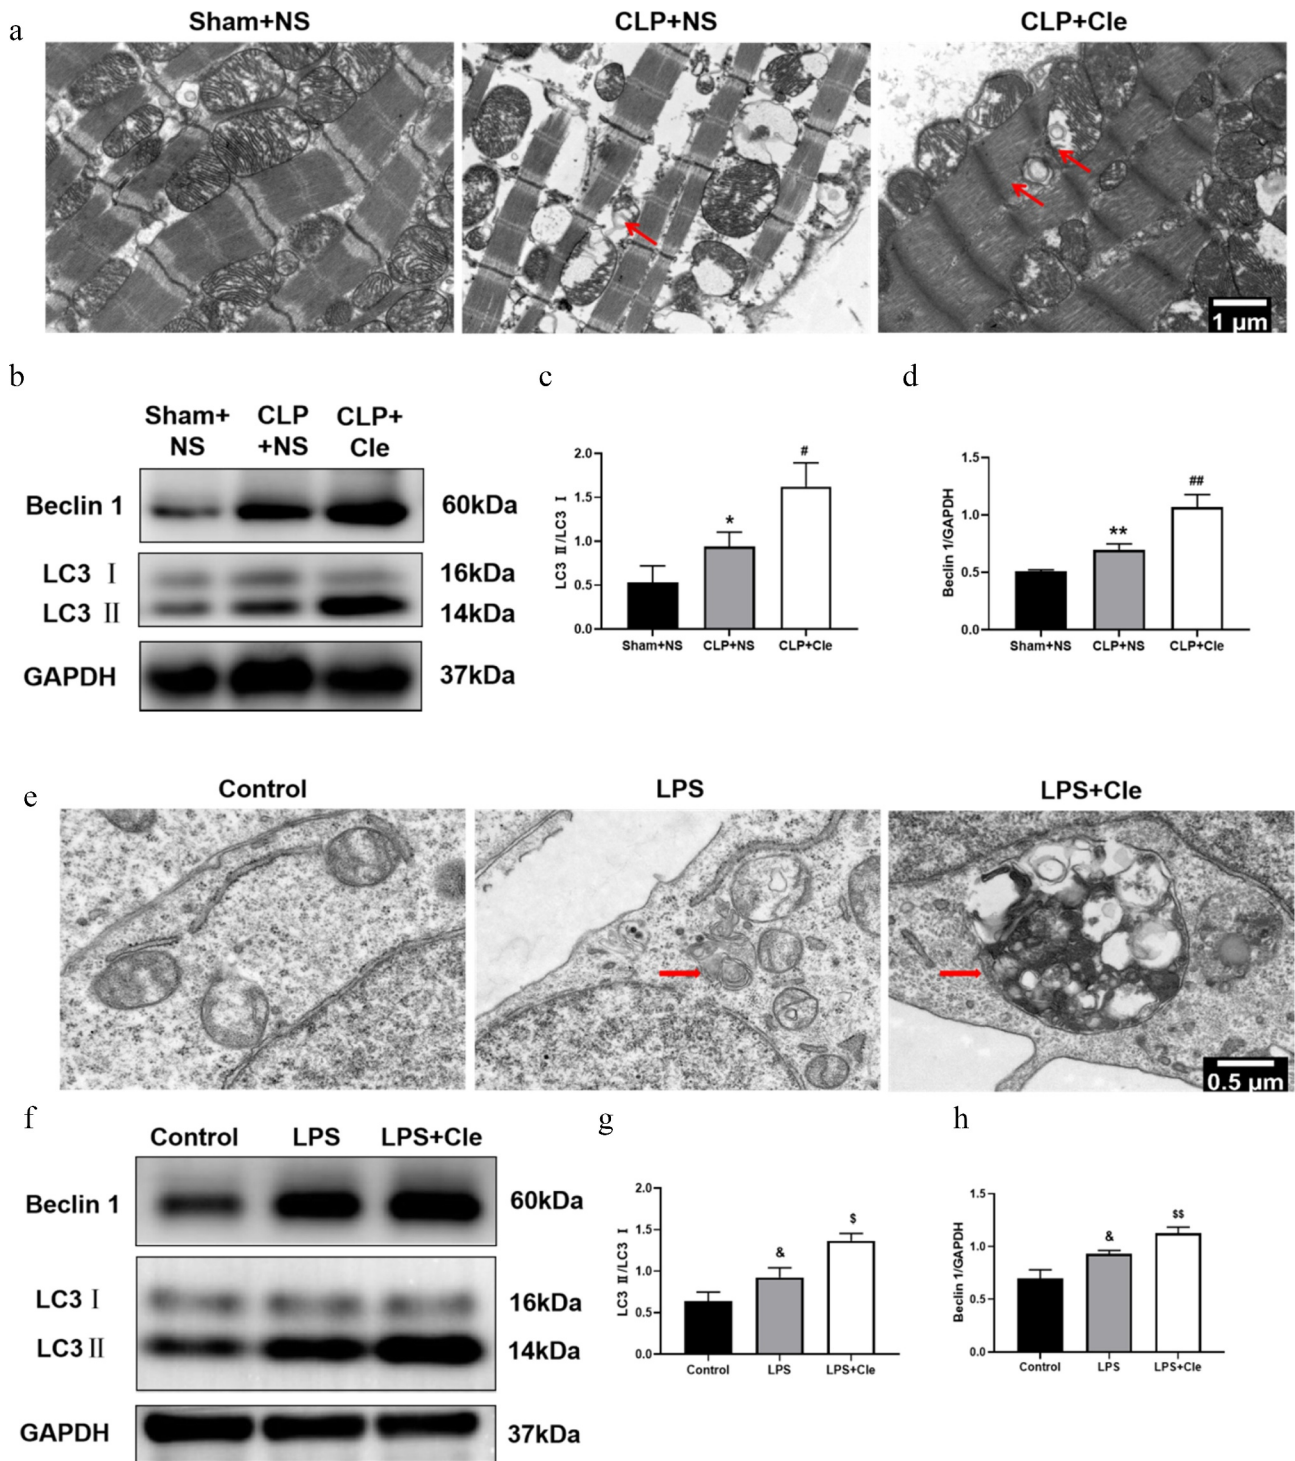 a
Sham+NS
CLP+NS
CLP+Cle
1 μm
b
c
d
Sham+
NS
CLP
+NS
CLP+
Cle
Beclin 1
60kDa
LC3 Ⅰ
16kDa
LC3 Ⅱ
14kDa
GAPDH
37kDa
LC3 Ⅱ/LC3 Ⅰ
2.0
1.5
1.0
0.5
0.0
*
#
Sham+NS
CLP+NS
CLP+Cle
Beclin 1/GAPDH
1.5
1.0
0.5
0.0
**
##
Sham+NS
CLP+NS
CLP+Cle
e
Control
LPS
LPS+Cle
0.5 μm
f
g
h
Control
LPS
LPS+Cle
Beclin 1
60kDa
LC3 Ⅰ
16kDa
LC3 Ⅱ
14kDa
GAPDH
37kDa
LC3 Ⅱ/LC3 Ⅰ
2.0
1.5
1.0
0.5
0.0
&
$
Control
LPS
LPS+Cle
Beclin 1/GAPDH
1.5
1.0
0.5
0.0
&
$$
Control
LPS
LPS+Cle